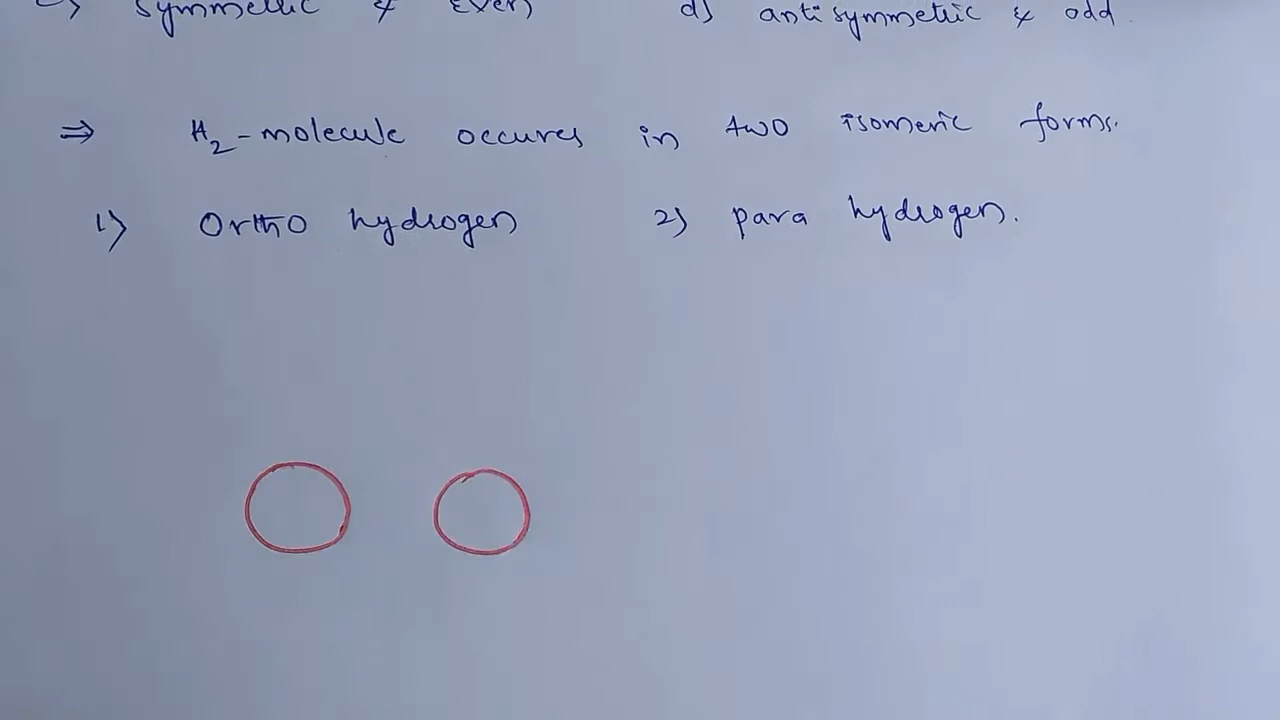 symmetric & Even d) antisymmetric & odd.
⇒ H₂-molecule occures in two isomeric forms.
1) Ortho hydrogen 2) para hydrogen.